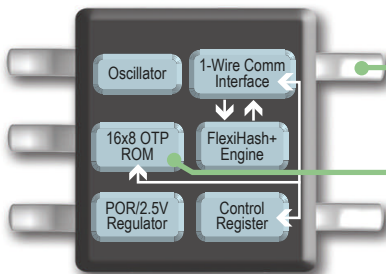 Oscillator
1-Wire Comm
Interface
16x8 OTP
ROM
FlexiHash+
Engine
POR/2.5V
Regulator
Control
Register